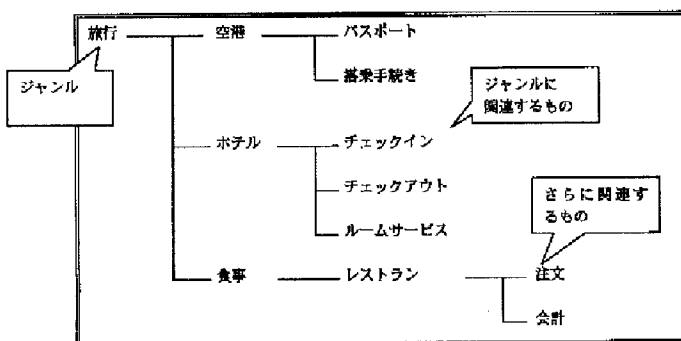 旅行 空港 パスポート
ジャンル
搭乗手続き
ジャンルに
関連するもの
ホテル チェックイン
チェックアウト
さらに関連す
るもの
ルームサービス
食事 レストラン 注文
会計